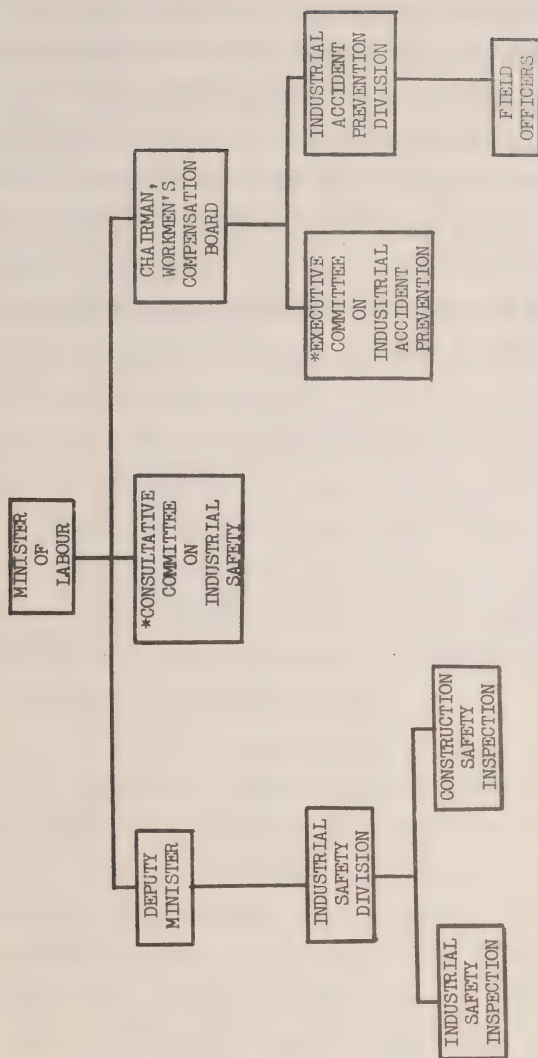 MINISTER
OF
LABOUR
DEPUTY
MINISTER
*CONSULTATIVE
COMMITTEE
ON
INDUSTRIAL
SAFETY
CHAIRMAN,
WORKMEN'S
COMPENSATION
BOARD
INDUSTRIAL
SAFETY
DIVISION
*EXECUTIVE
COMMITTEE
ON
INDUSITRIAL
ACCIDENT
PREVENTION
INDUSTRIAL
ACCIDENT
PREVENTION
DIVISION
INDUSTRIAL
SAFETY
INSPECTION
CONSTRUCTION
SAFETY
INSPECTION
FIELD
OFFICERS